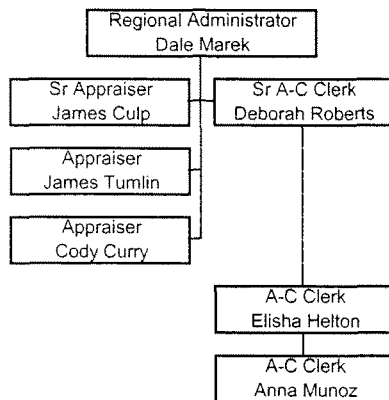 Regional Administrator
Dale Marek
Sr Appraiser
James Culp
Sr A-C Clerk
Deborah Roberts
Appraiser
James Tumlin
Appraiser
Cody Curry
A-C Clerk
Elisha Helton
A-C Clerk
Anna Munoz